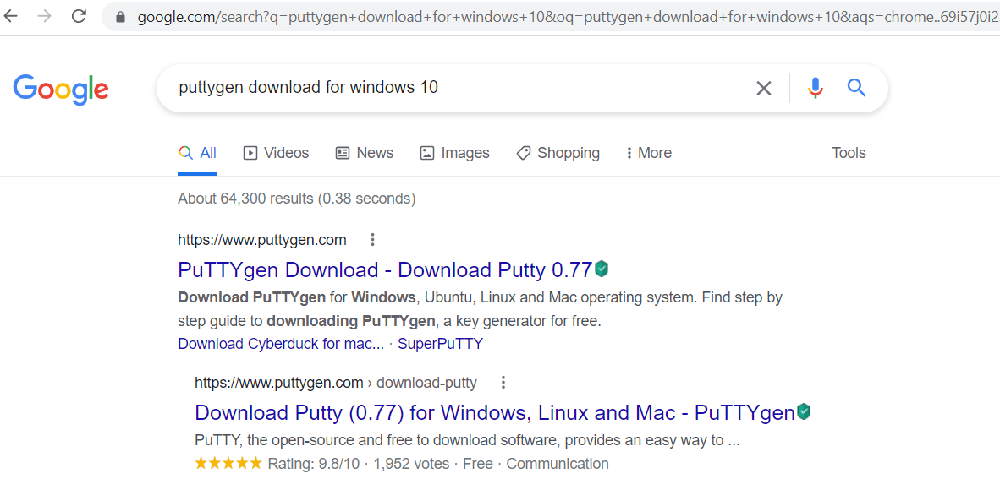 google.com/search?q=puttygen+download+for+windows+10&oq=puttygen+download+for+windows+10&aqs=chrome..69i57j0i2
Google
puttygen download for windows 10
All Videos News Images Shopping More Tools
About 64,300 results (0.38 seconds)
https://www.puttygen.com
PuTTYgen Download - Download Putty 0.77
Download PuTTYgen for Windows, Ubuntu, Linux and Mac operating system. Find step by
step guide to downloading PuTTYgen, a key generator for free.
Download Cyberduck for mac... · SuperPuTTY
https://www.puttygen.com › download-putty
Download Putty (0.77) for Windows, Linux and Mac - PuTTYgen
PuTTY, the open-source and free to download software, provides an easy way to ...
Rating: 9.8/10 · 1,952 votes · Free · Communication